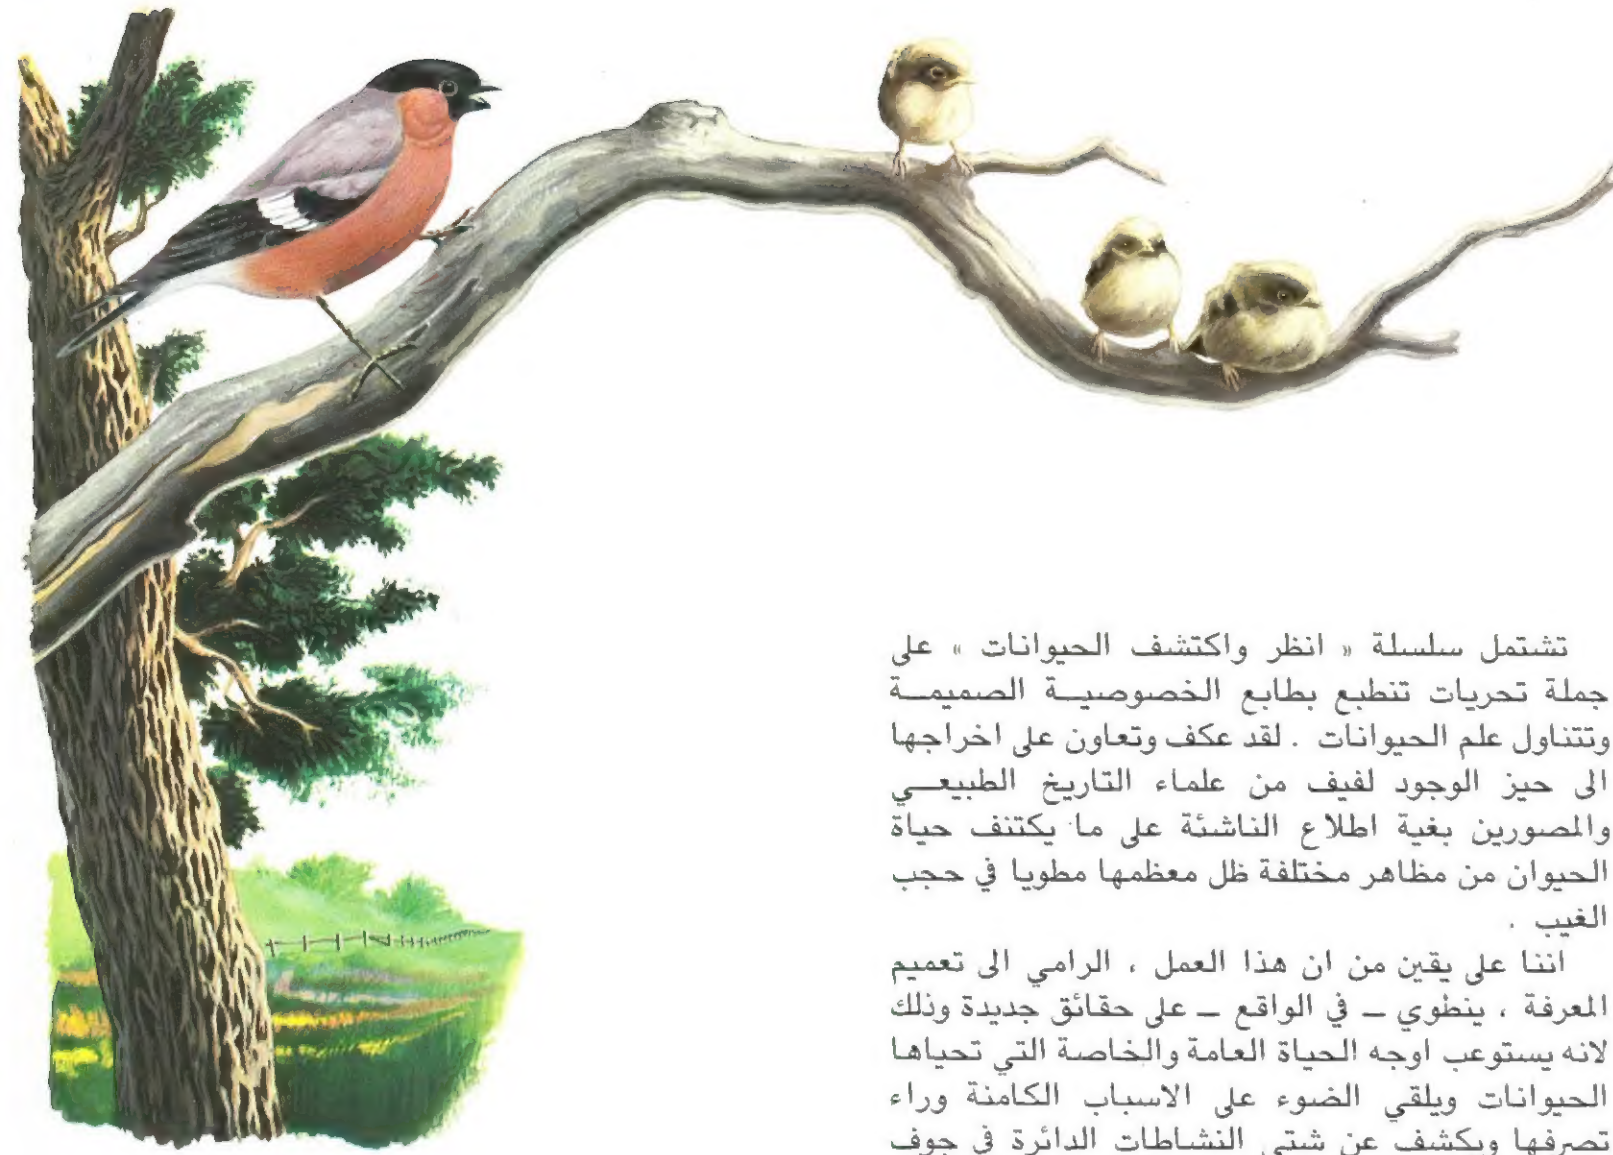 تشتمل سلسلة « انظر واكتشف الحيوانات » على
جملة تحريات تنطبع بطابع الخصوصية الصميمة
وتتناول علم الحيوانات . لقد عكف وتعاون على اخراجها
الى حيز الوجود لفيف من علماء التاريخ الطبيعي
والمصورين بغية اطلاع الناشئة على ما يكتنف حياة
الحيوان من مظاهر مختلفة ظل معظمها مطويا في حجب
الغيب .
اننا على يقين من ان هذا العمل ، الرامي الى تعميم
المعرفة ، ينطوي ــ في الواقع ــ على حقائق جديدة وذلك
لانه يستوعب اوجه الحياة العامة والخاصة التي تحياها
الحيوانات ويلقي الضوء على الاسباب الكامنة وراء
تصرفها ويكشف عن شتى النشاطات الدائرة في جوف